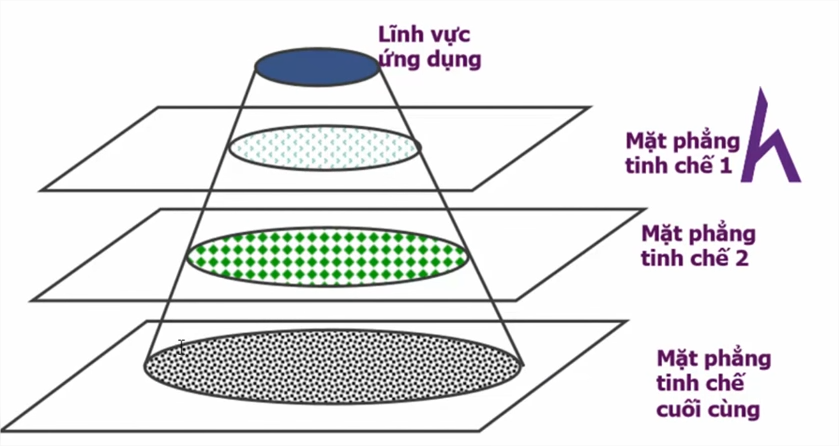 Lĩnh vực
ứng dụng
Mặt phẳng
tinh chế 1
Mặt phẳng
tinh chế 2
Mặt phẳng
tinh chế
cuối cùng